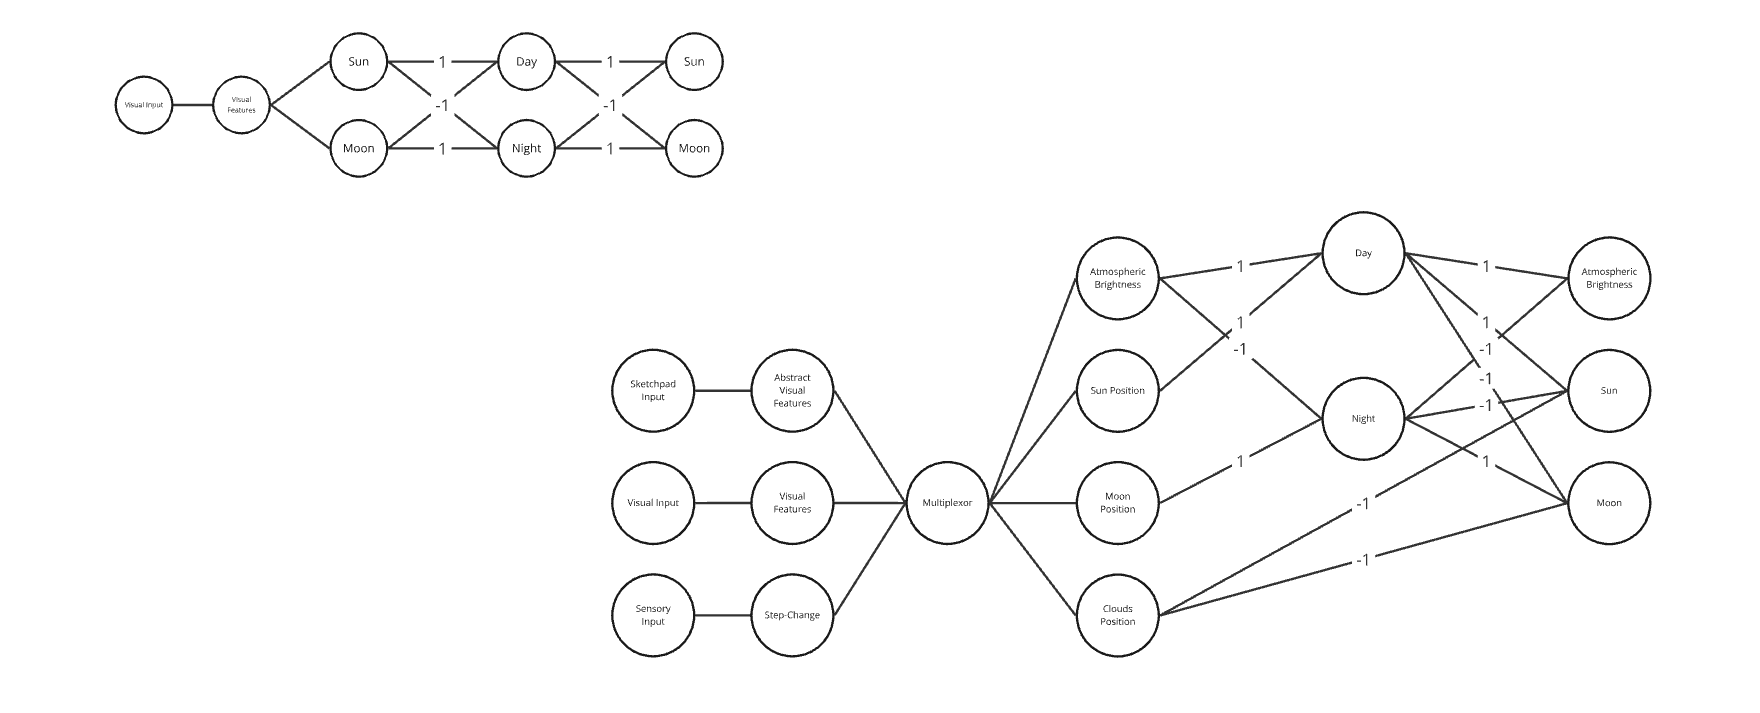 Sun
1
Day
1
Sun
Visual Input
Visual
Features
-1
-1
Moon
1
Night
1
Moon
Atmospheric
Brightness
1
Day
1
Atmospheric
Brightness
1
-1
1
-1
-1
-1
Sketchpad
Input
Abstract
Visual
Features
Sun Position
Night
Sun
1
1
Visual Input
Visual
Features
Multiplexor
Moon
Position
-1
Moon
-1
Sensory
Input
Step-Change
Clouds
Position